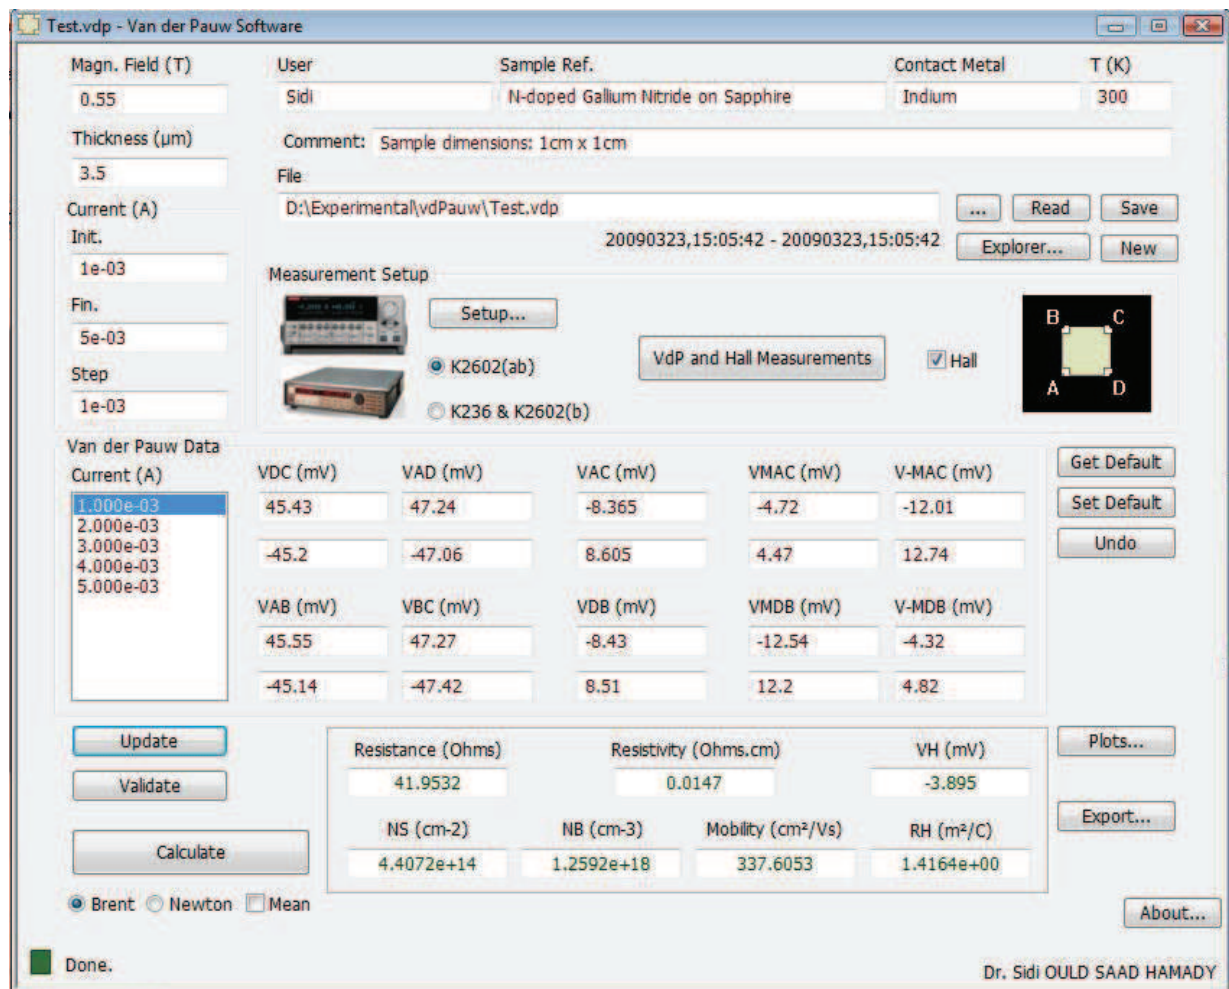 Test.vdp - Van der Pauw Software
Magn. Field (T) User Sample Ref. Contact Metal T (K)
0.55 Sidi N-doped Gallium Nitride on Sapphire Indium 300
Thickness (µm) Comment: Sample dimensions: 1cm x 1cm
3.5 File
Current (A) D:\Experimental\vdPauw\Test.vdp ... Read Save
Init. 20090323,15:05:42 - 20090323,15:05:42 Explorer... New
1e-03 Measurement Setup
Fin. Setup... B C
5e-03 K2602(ab) VdP and Hall Measurements Hall
Step A D
1e-03 K236 & K2602(b)
Van der Pauw Data
Current (A) VDC (mV) VAD (mV) VAC (mV) VMAC (mV) V-MAC (mV) Get Default
1.000e-03 45.43 47.24 -8.365 -4.72 -12.01 Set Default
2.000e-03
3.000e-03 -45.2 -47.06 8.605 4.47 12.74 Undo
4.000e-03
5.000e-03
VAB (mV) VBC (mV) VDB (mV) VMDB (mV) V-MDB (mV)
45.55 47.27 -8.43 -12.54 -4.32
-45.14 -47.42 8.51 12.2 4.82
Update Resistance (Ohms) Resistivity (Ohms.cm) VH (mV) Plots...
Validate 41.9532 0.0147 -3.895
NS (cm-2) NB (cm-3) Mobility (cm²/Vs) RH (m²/C) Export...
Calculate 4.4072e+14 1.2592e+18 337.6053 1.4164e+00
Brent Newton Mean About...
Done. Dr. Sidi OULD SAAD HAMADY